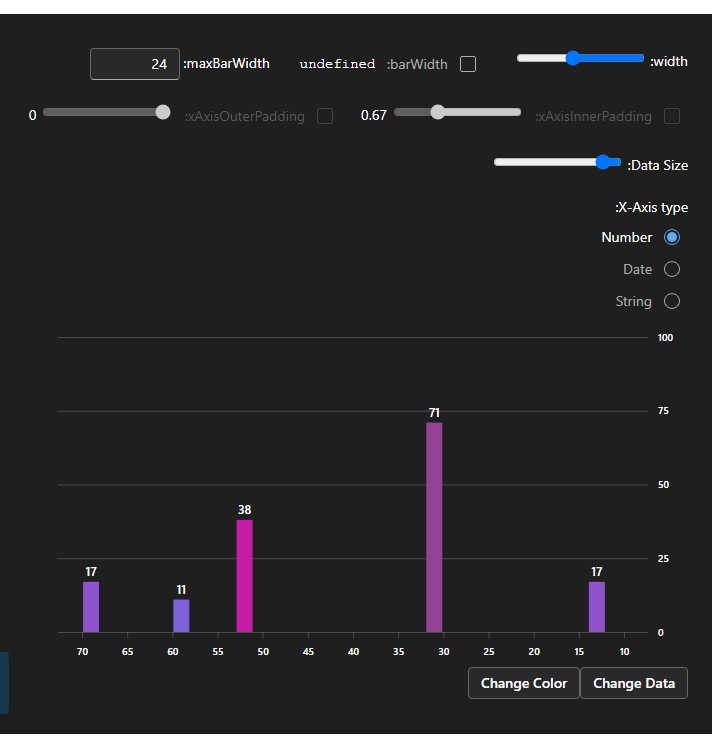 :width
:barWidth undefined
:maxBarWidth 24
:xAxisInnerPadding 0.67
:xAxisOuterPadding 0
:Data Size
:X-Axis type
Number
Date
String
100
75
71
50
38
25
17 11 17
0
70 65 60 55 50 45 40 35 30 25 20 15 10
Change Color Change Data